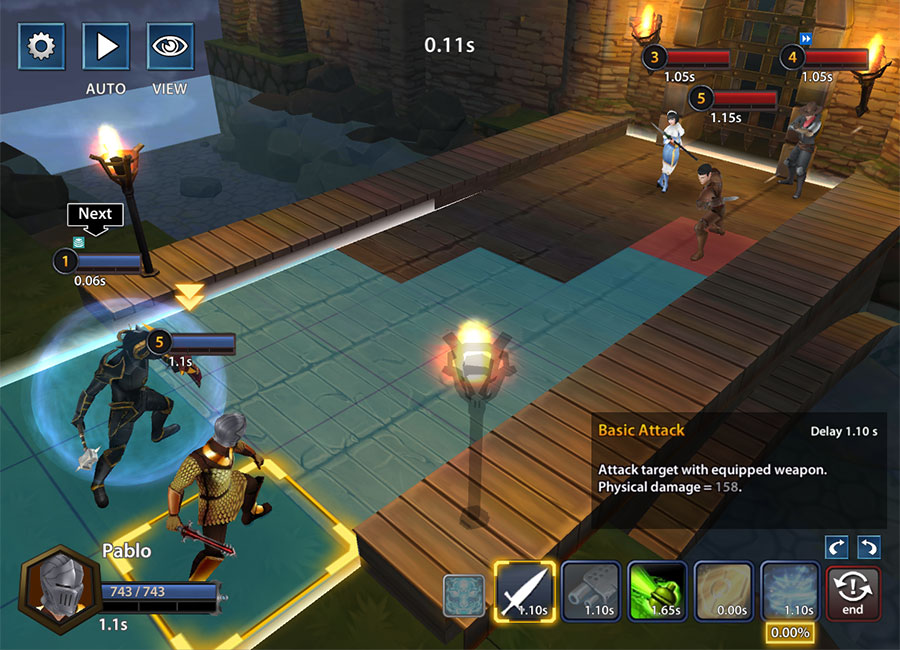 0.11s
AUTO
VIEW
3
1.05s
4
1.05s
5
1.15s
Next
1
0.06s
5
1.1s
Basic Attack
Delay 1.10 s
Attack target with equipped weapon.
Physical damage = 158.
Pablo
743 / 743
1.1s
1.10s
1.10s
1.65s
0.00s
1.10s
end
0.00%